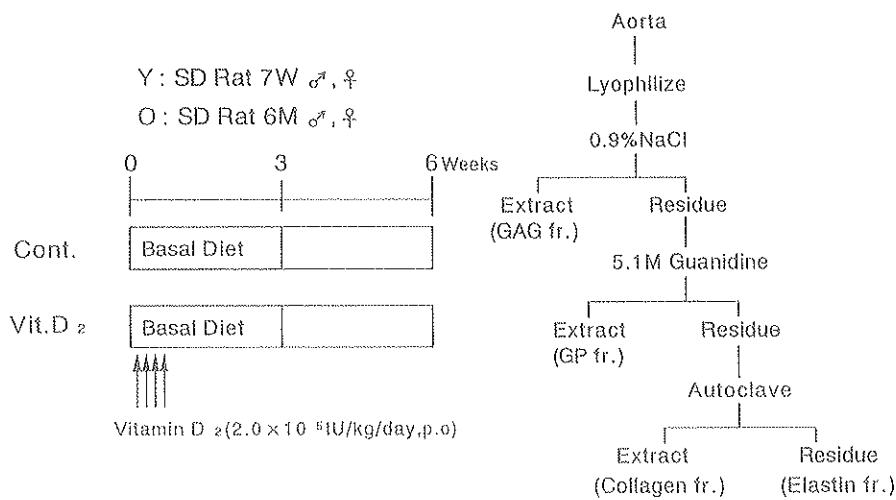 Y : SD Rat 7W ♂, ♀
O : SD Rat 6M ♂, ♀
0 3 6 Weeks
Cont. Basal Diet
Vit.D ₂ Basal Diet
Vitamin D ₂(2.0 × 10 ⁵IU/kg/day,p.o)
Aorta
Lyophilize
0.9%NaCl
Extract Residue
(GAG fr.)
5.1M Guanidine
Extract Residue
(GP fr.)
Autoclave
Extract Residue
(Collagen fr.) (Elastin fr.)